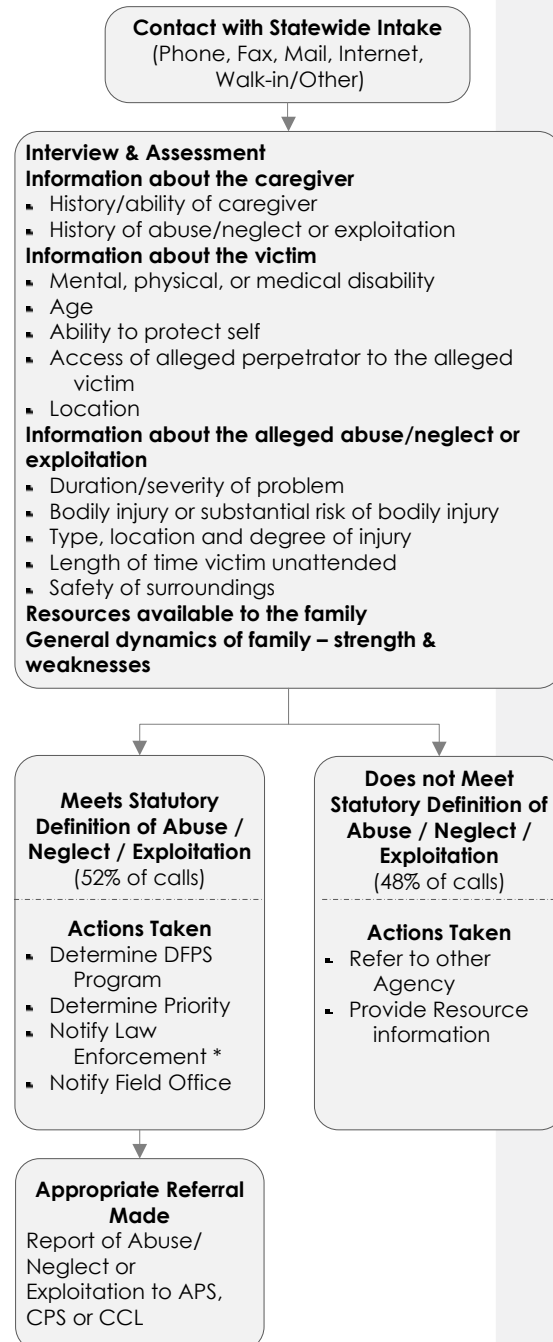 Contact with Statewide Intake
(Phone, Fax, Mail, Internet,
Walk-in/Other)
Interview & Assessment
Information about the caregiver
▪ History/ability of caregiver
▪ History of abuse/neglect or exploitation
Information about the victim
▪ Mental, physical, or medical disability
▪ Age
▪ Ability to protect self
▪ Access of alleged perpetrator to the alleged
victim
▪ Location
Information about the alleged abuse/neglect or
exploitation
▪ Duration/severity of problem
▪ Bodily injury or substantial risk of bodily injury
▪ Type, location and degree of injury
▪ Length of time victim unattended
▪ Safety of surroundings
Resources available to the family
General dynamics of family – strength &
weaknesses
Meets Statutory
Definition of Abuse /
Neglect / Exploitation
(52% of calls)
Actions Taken
▪ Determine DFPS
Program
▪ Determine Priority
▪ Notify Law
Enforcement *
▪ Notify Field Office
Does not Meet
Statutory Definition of
Abuse / Neglect /
Exploitation
(48% of calls)
Actions Taken
▪ Refer to other
Agency
▪ Provide Resource
information
Appropriate Referral
Made
Report of Abuse/
Neglect or
Exploitation to APS,
CPS or CCL